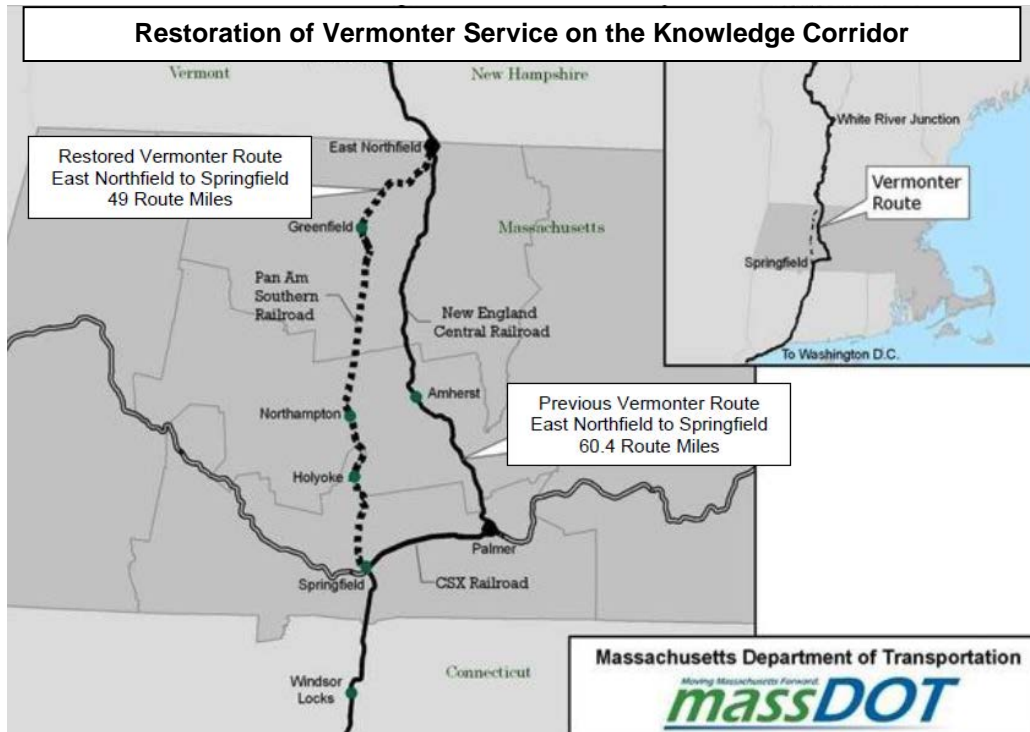 Restoration of Vermonter Service on the Knowledge Corridor
Vermont
New Hampshire
East Northfield
Restored Vermonter Route
East Northfield to Springfield
49 Route Miles
Greenfield
Massachusetts
Pan Am
Southern
Railroad
New England
Central Railroad
Amherst
Northampton
Previous Vermonter Route
East Northfield to Springfield
60.4 Route Miles
Holyoke
Palmer
Springfield
CSX Railroad
Windsor
Locks
Connecticut
White River Junction
Vermonter
Route
Springfield
To Washington D.C.
Massachusetts Department of Transportation
Moving Massachusetts Forward.
massDOT